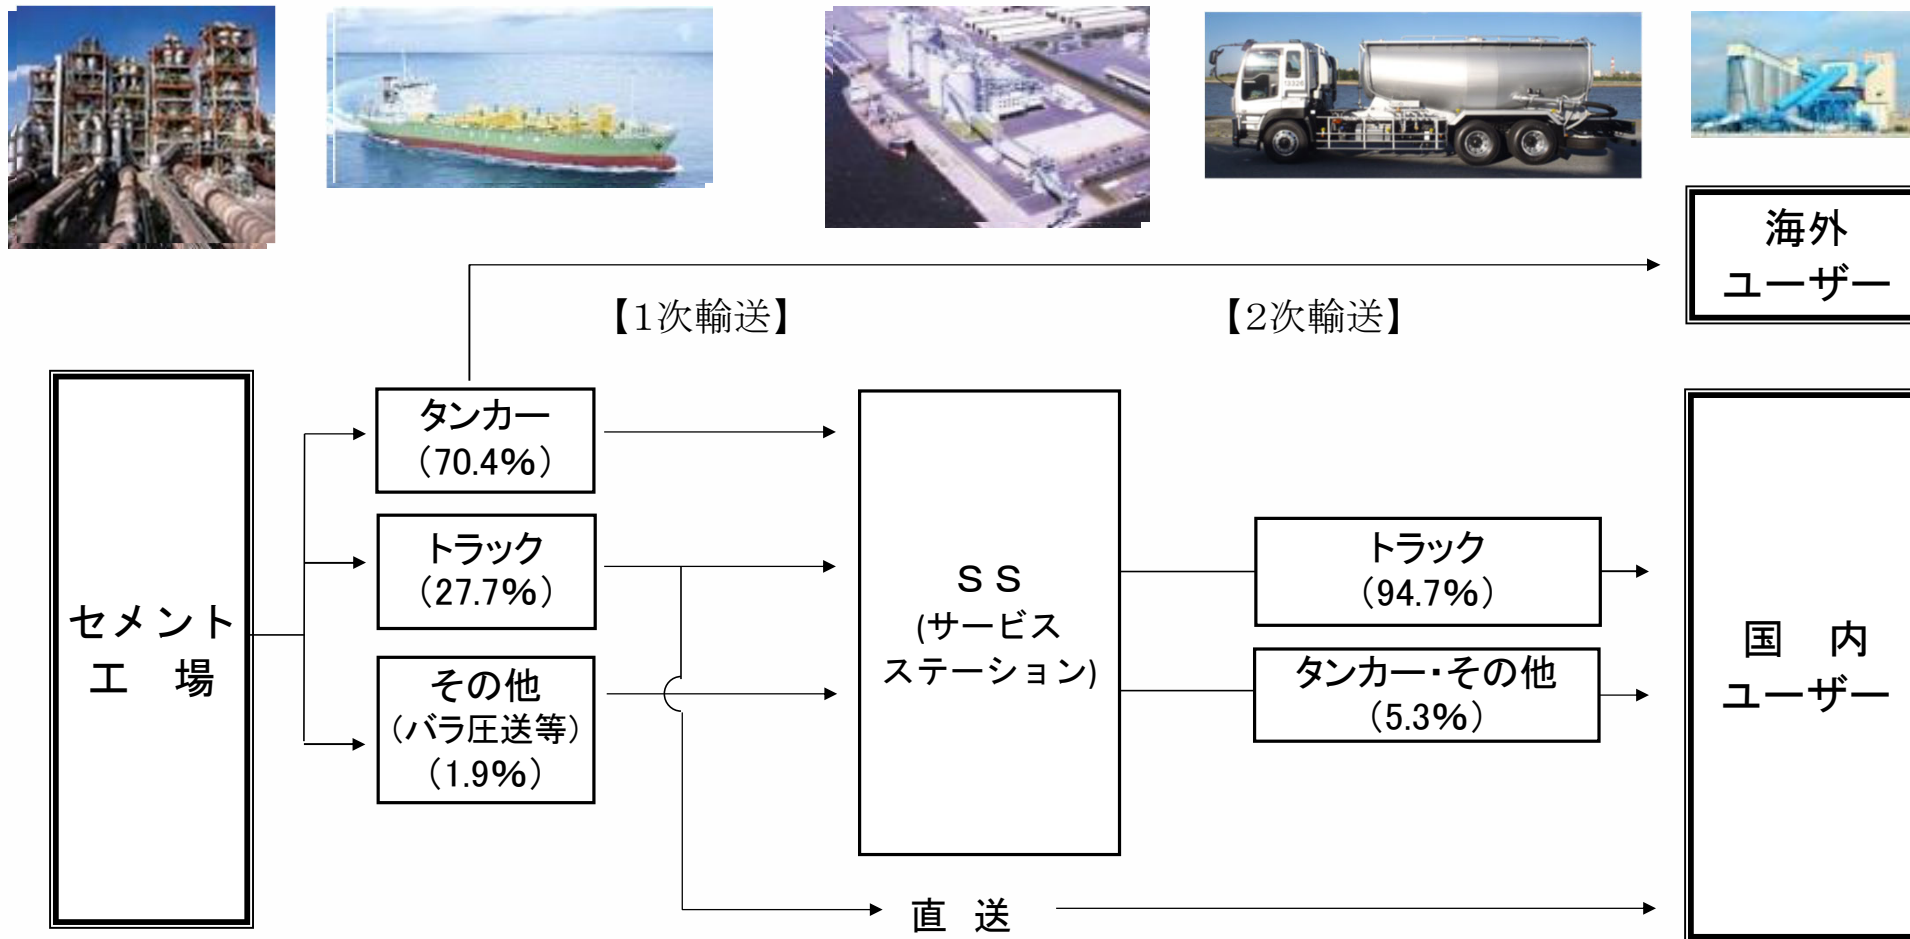 海外
ユーザー
【1次輸送】
【2次輸送】
セメント
工　場
タンカー
（70.4%）
トラック
（27.7%）
その他
（バラ圧送等）
（1.9%）
ＳＳ
(サービス
ステーション)
トラック
（94.7%）
タンカー・その他
（5.3%）
国　内
ユーザー
直　送